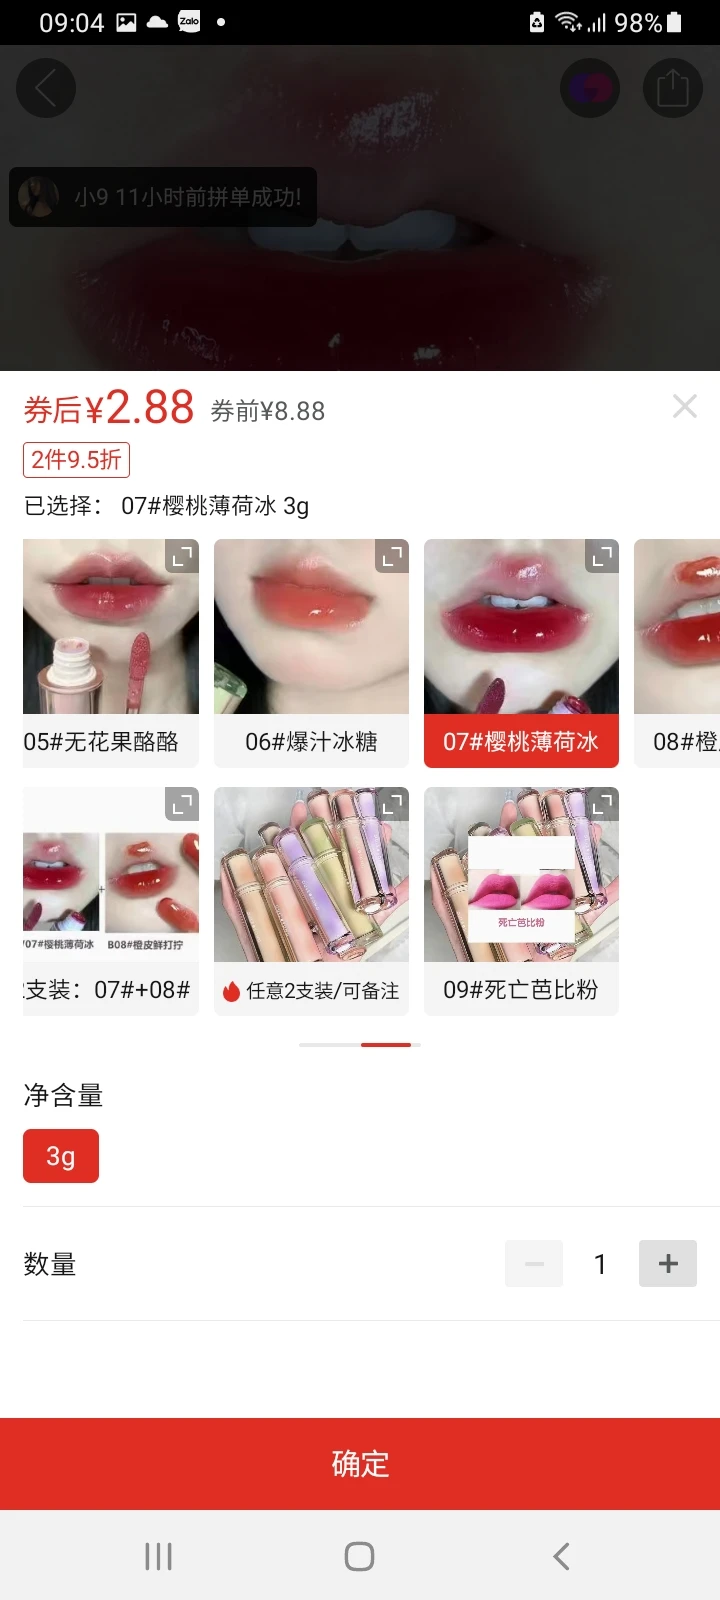 09:04 Zalo 98%
小9 11小时前拼单成功!
券后¥2.88 券前¥8.88
2件9.5折
已选择: 07#樱桃薄荷冰 3g
05#无花果酪酪
06#爆汁冰糖
07#樱桃薄荷冰
08#橙
07#樱桃薄荷冰 B08#橙皮鲜打拧
支装: 07#+08#
任意2支装/可备注
死亡芭比粉
09#死亡芭比粉
净含量
3g
数量
1
确定